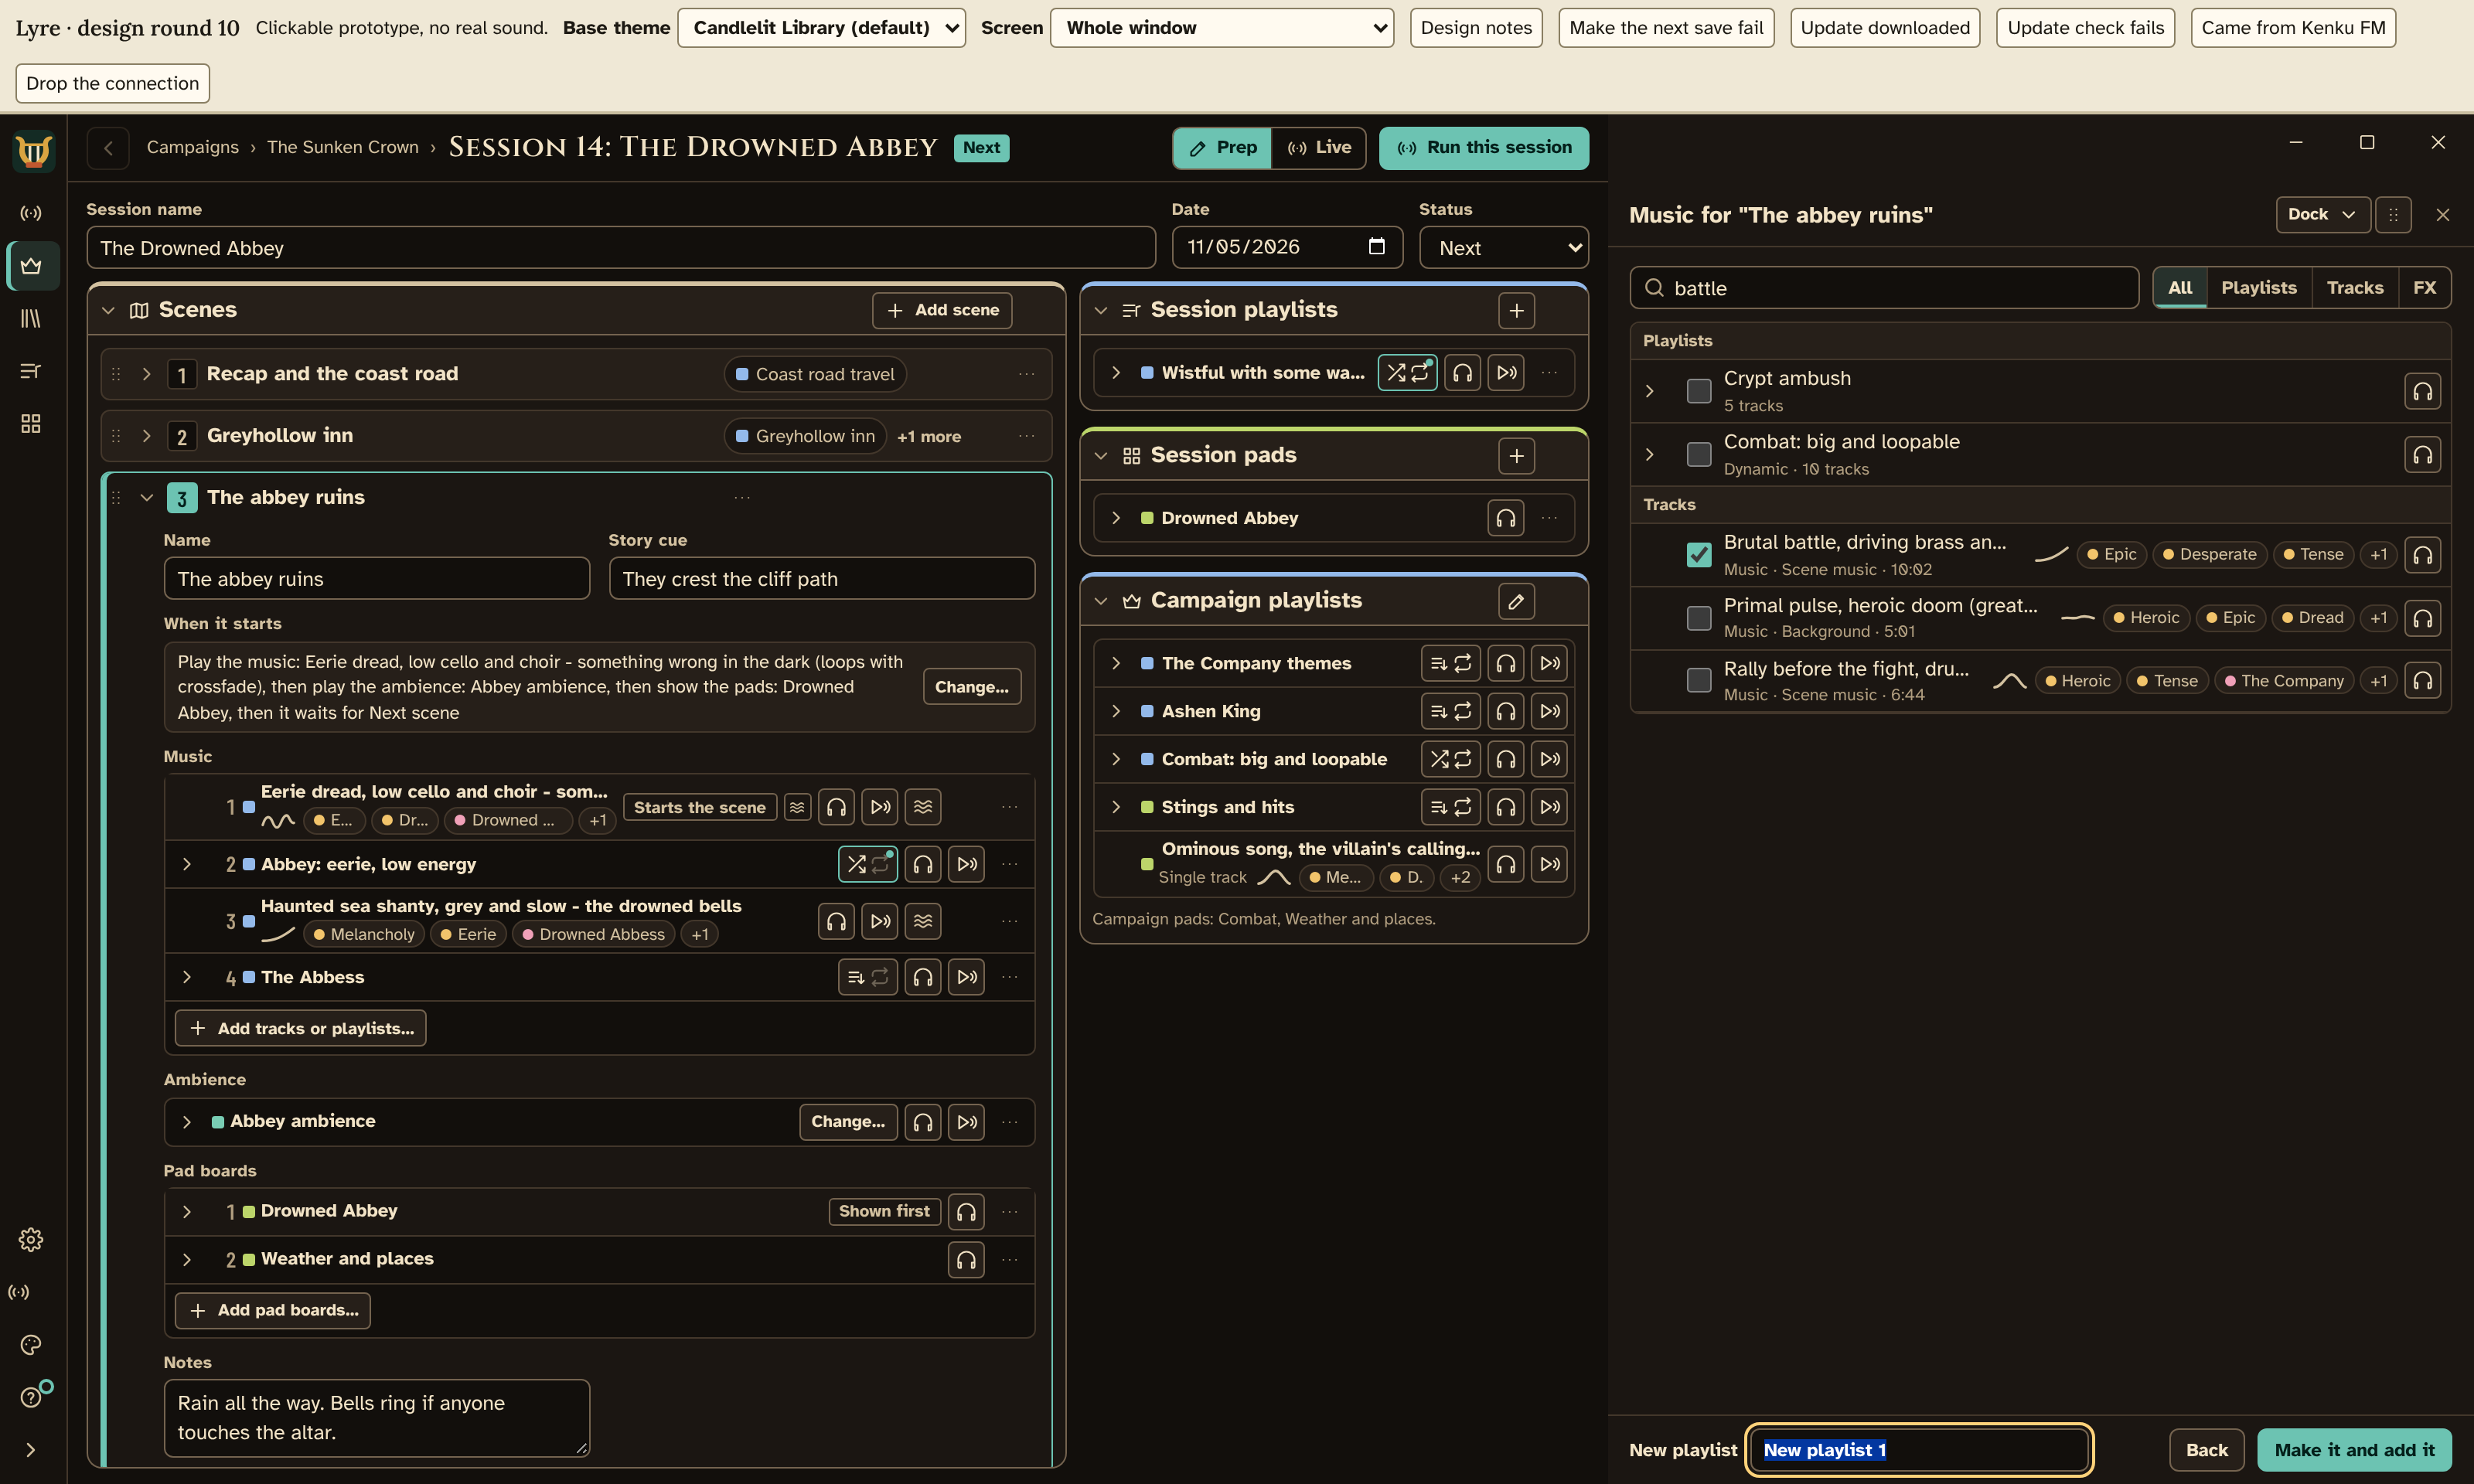 Lyre · design round 10
Clickable prototype, no real sound.
Base theme
Candlelit Library (default)
Screen
Whole window
Design notes
Make the next save fail
Update downloaded
Update check fails
Came from Kenku FM
Drop the connection
Campaigns › The Sunken Crown › Session 14: The Drowned Abbey
Next
Prep
Live
Run this session
Session name
The Drowned Abbey
Date
11/05/2026
Status
Next
Scenes
Add scene
1 Recap and the coast road
Coast road travel
2 Greyhollow inn
Greyhollow inn
+1 more
3 The abbey ruins
Name
The abbey ruins
Story cue
They crest the cliff path
When it starts
Play the music: Eerie dread, low cello and choir - something wrong in the dark (loops with
crossfade), then play the ambience: Abbey ambience, then show the pads: Drowned
Abbey, then it waits for Next scene
Change...
Music
1 Eerie dread, low cello and choir - som...
E...
Dr...
Drowned ...
+1
Starts the scene
2 Abbey: eerie, low energy
3 Haunted sea shanty, grey and slow - the drowned bells
Melancholy
Eerie
Drowned Abbess
+1
4 The Abbess
Add tracks or playlists...
Ambience
Abbey ambience
Change...
Pad boards
1 Drowned Abbey
Shown first
2 Weather and places
Add pad boards...
Notes
Rain all the way. Bells ring if anyone
touches the altar.
Session playlists
Wistful with some wa...
Session pads
Drowned Abbey
Campaign playlists
The Company themes
Ashen King
Combat: big and loopable
Stings and hits
Ominous song, the villain's calling...
Single track
Me...
D.
+2
Campaign pads: Combat, Weather and places.
Music for "The abbey ruins"
Dock
battle
All
Playlists
Tracks
FX
Playlists
Crypt ambush
5 tracks
Combat: big and loopable
Dynamic · 10 tracks
Tracks
Brutal battle, driving brass an...
Music · Scene music · 10:02
Epic
Desperate
Tense
+1
Primal pulse, heroic doom (great...
Music · Background · 5:01
Heroic
Epic
Dread
+1
Rally before the fight, dru...
Music · Scene music · 6:44
Heroic
Tense
The Company
+1
New playlist
New playlist 1
Back
Make it and add it